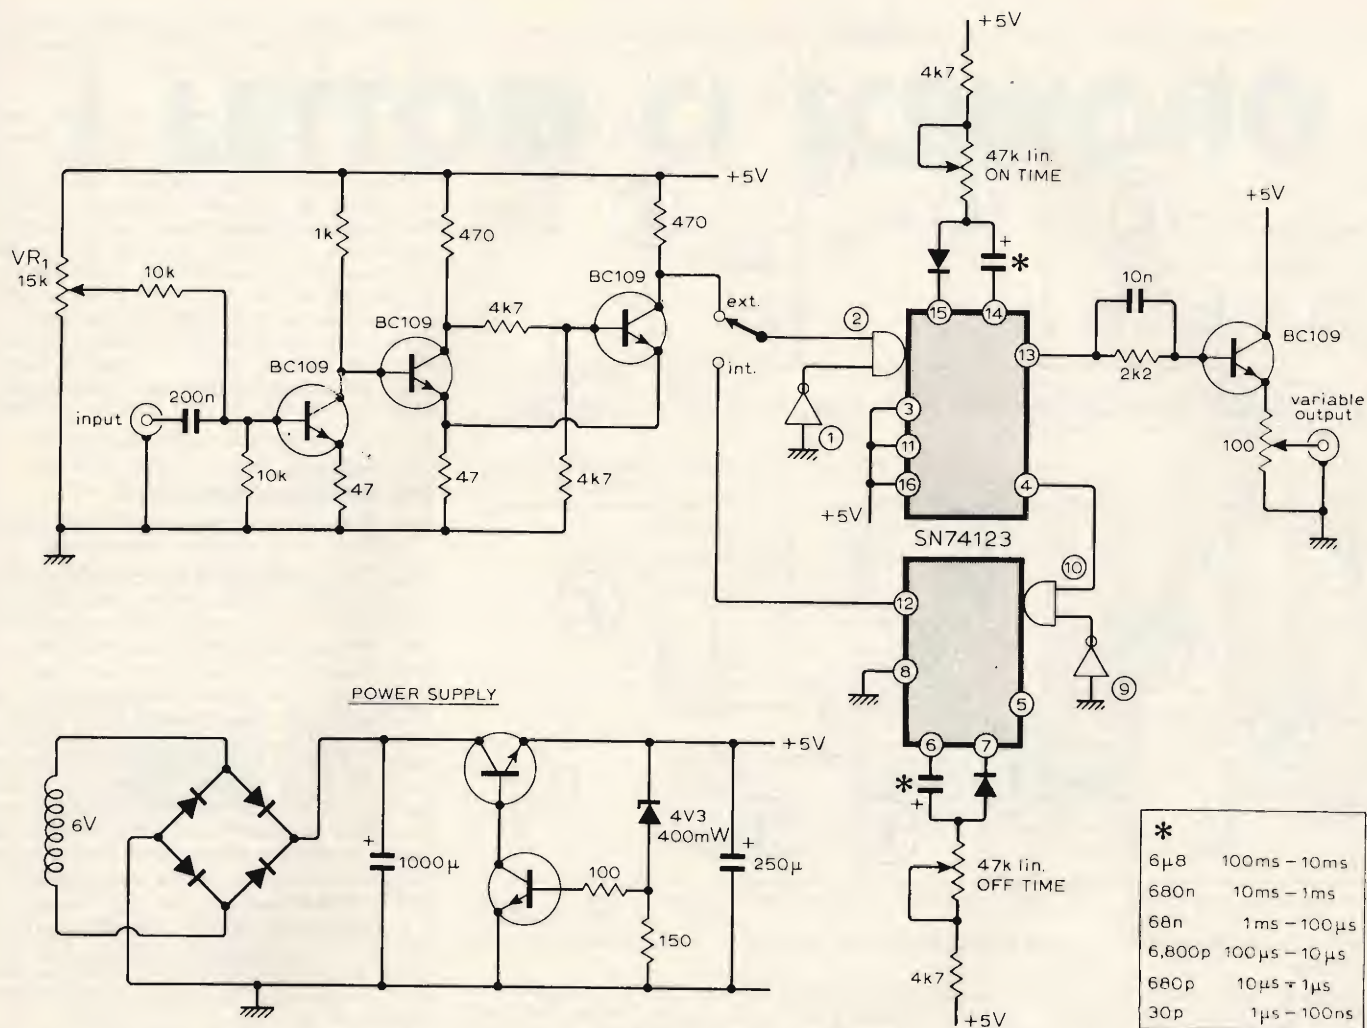 +5V
4k7
47k lin.
ON TIME
+
*
+5V
VR1
15k
10k
1k
470
4k7
470
BC109
BC109
BC109
200n
input
10k
47
47
4k7
ext.
int.
2
1
15
14
13
3
11
16
4
+5V
SN74123
10n
2k2
+5V
BC109
variable
output
100
10
12
8
5
9
6
7
*
+
47k lin.
OFF TIME
4k7
+5V
POWER SUPPLY
6V
+
1000μ
+5V
4V3
400mW
100
150
+
250μ
*
6μ8 100ms – 10ms
680n 10ms – 1ms
68n 1ms – 100μs
6,800p 100μs – 10μs
680p 10μs – 1μs
30p 1μs – 100ns